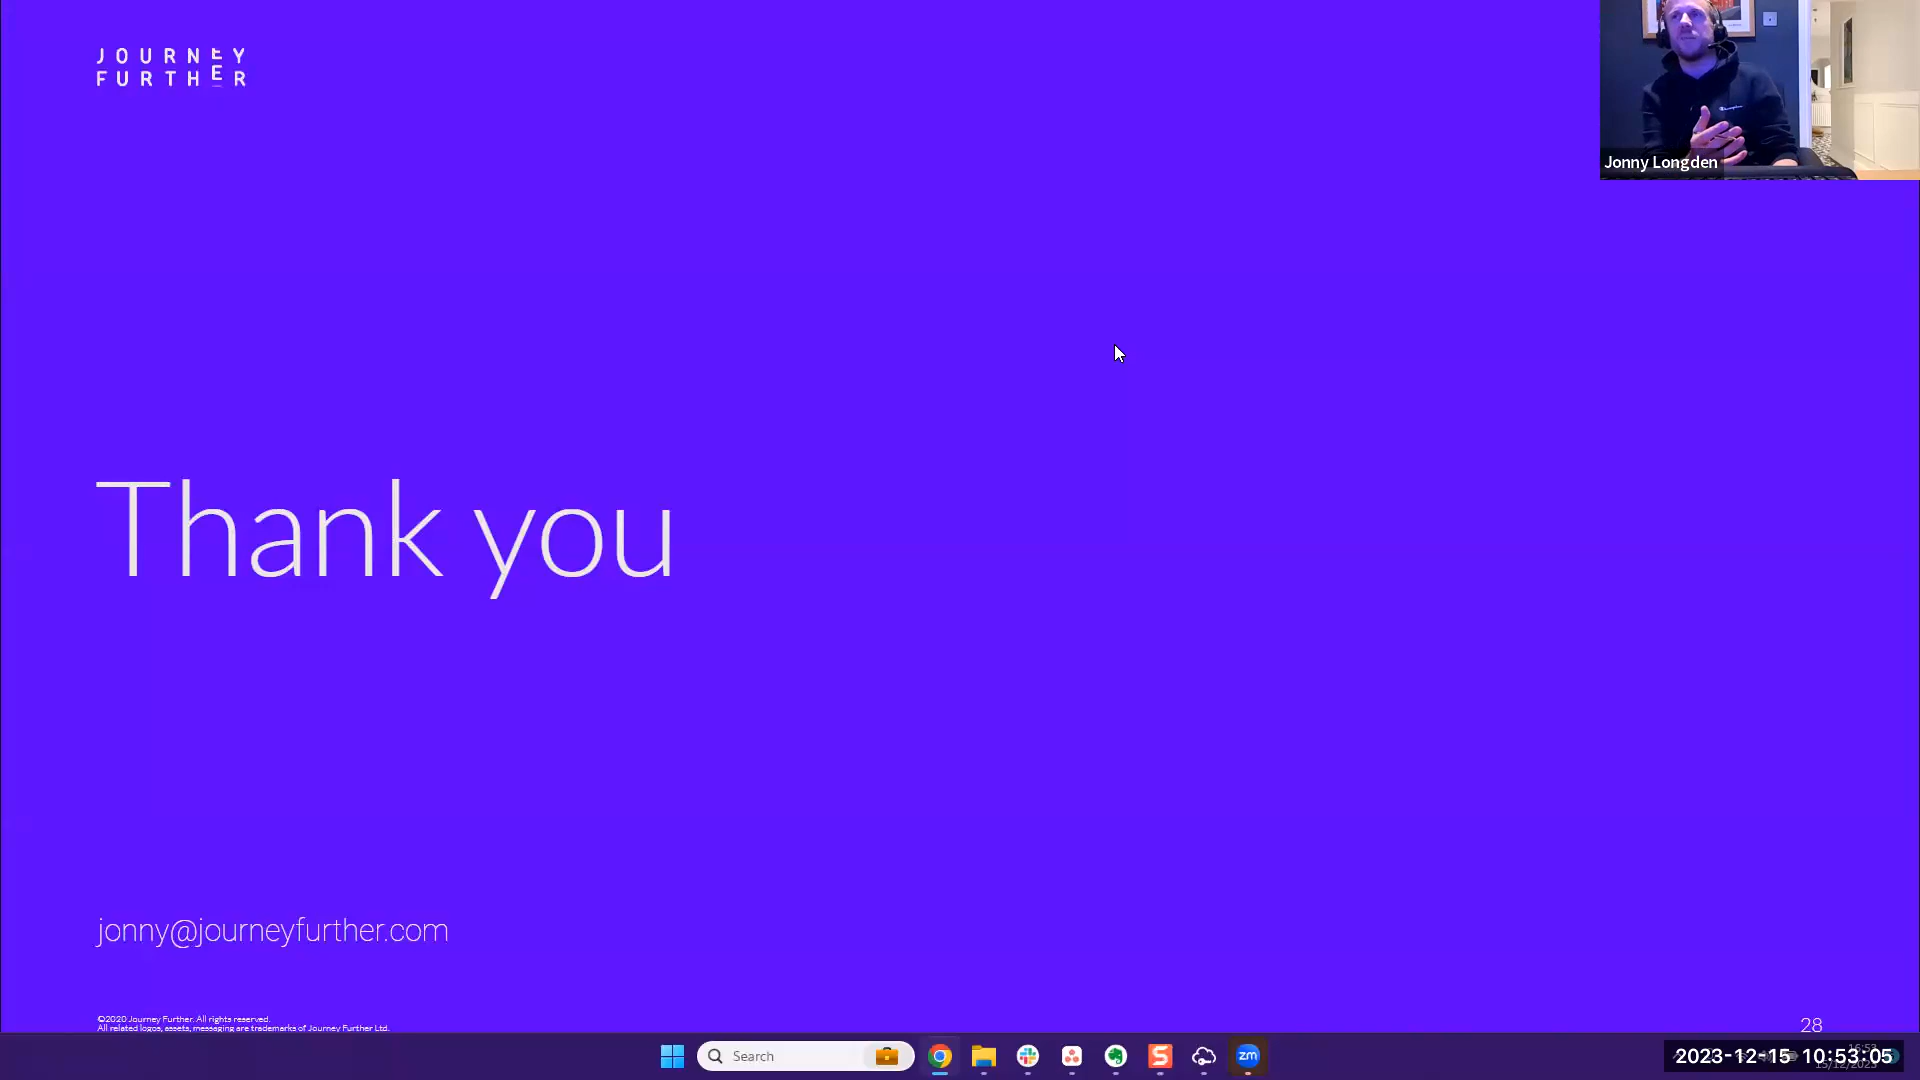 JOURNEY
FURTHER
Jonny Longden
Thank you
jonny@journeyfurther.com
©2020 Journey Further. All rights reserved.
All related logos, assets, messaging are trademarks of Journey Further Ltd.
28
Search
zm
2023-12-15 10:53:05